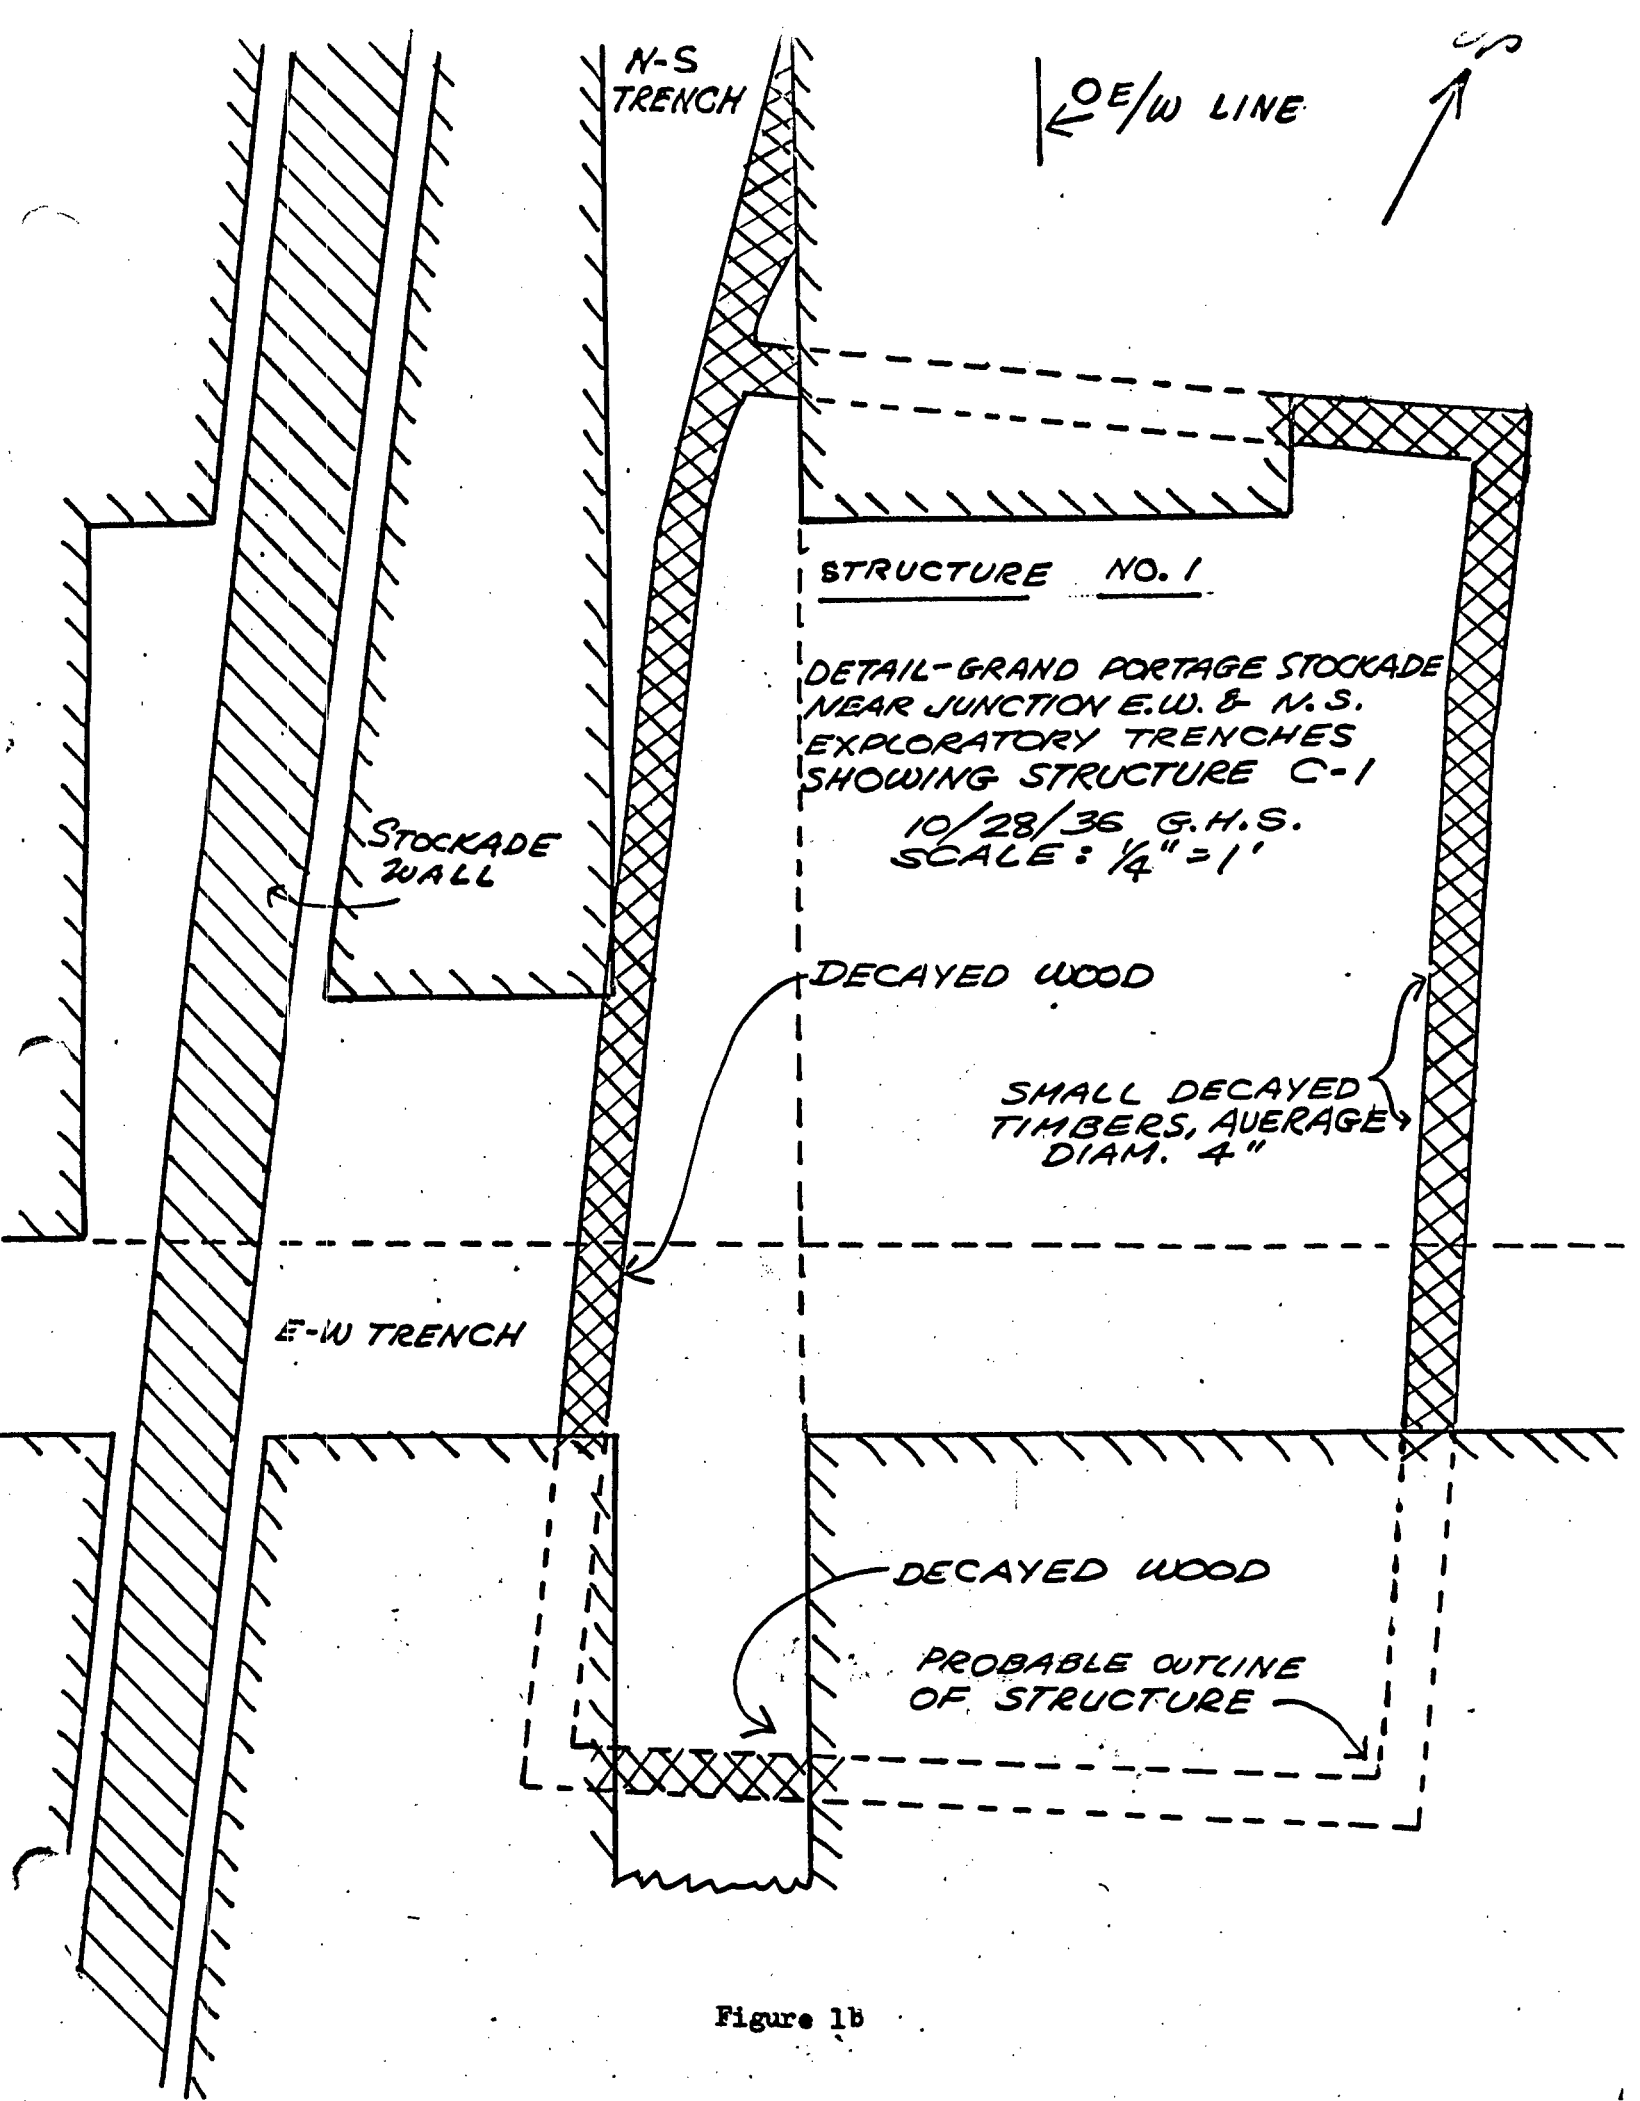 N-S
TRENCH
O E/W LINE
STRUCTURE NO. 1
DETAIL-GRAND PORTAGE STOCKADE
NEAR JUNCTION E.W. & N.S.
EXPLORATORY TRENCHES
SHOWING STRUCTURE C-1
10/28/36 G.H.S.
SCALE: 1/4" = 1'
STOCKADE
WALL
DECAYED WOOD
SMALL DECAYED
TIMBERS, AVERAGE
DIAM. 4"
E-W TRENCH
DECAYED WOOD
PROBABLE OUTLINE
OF STRUCTURE
Figure 1b